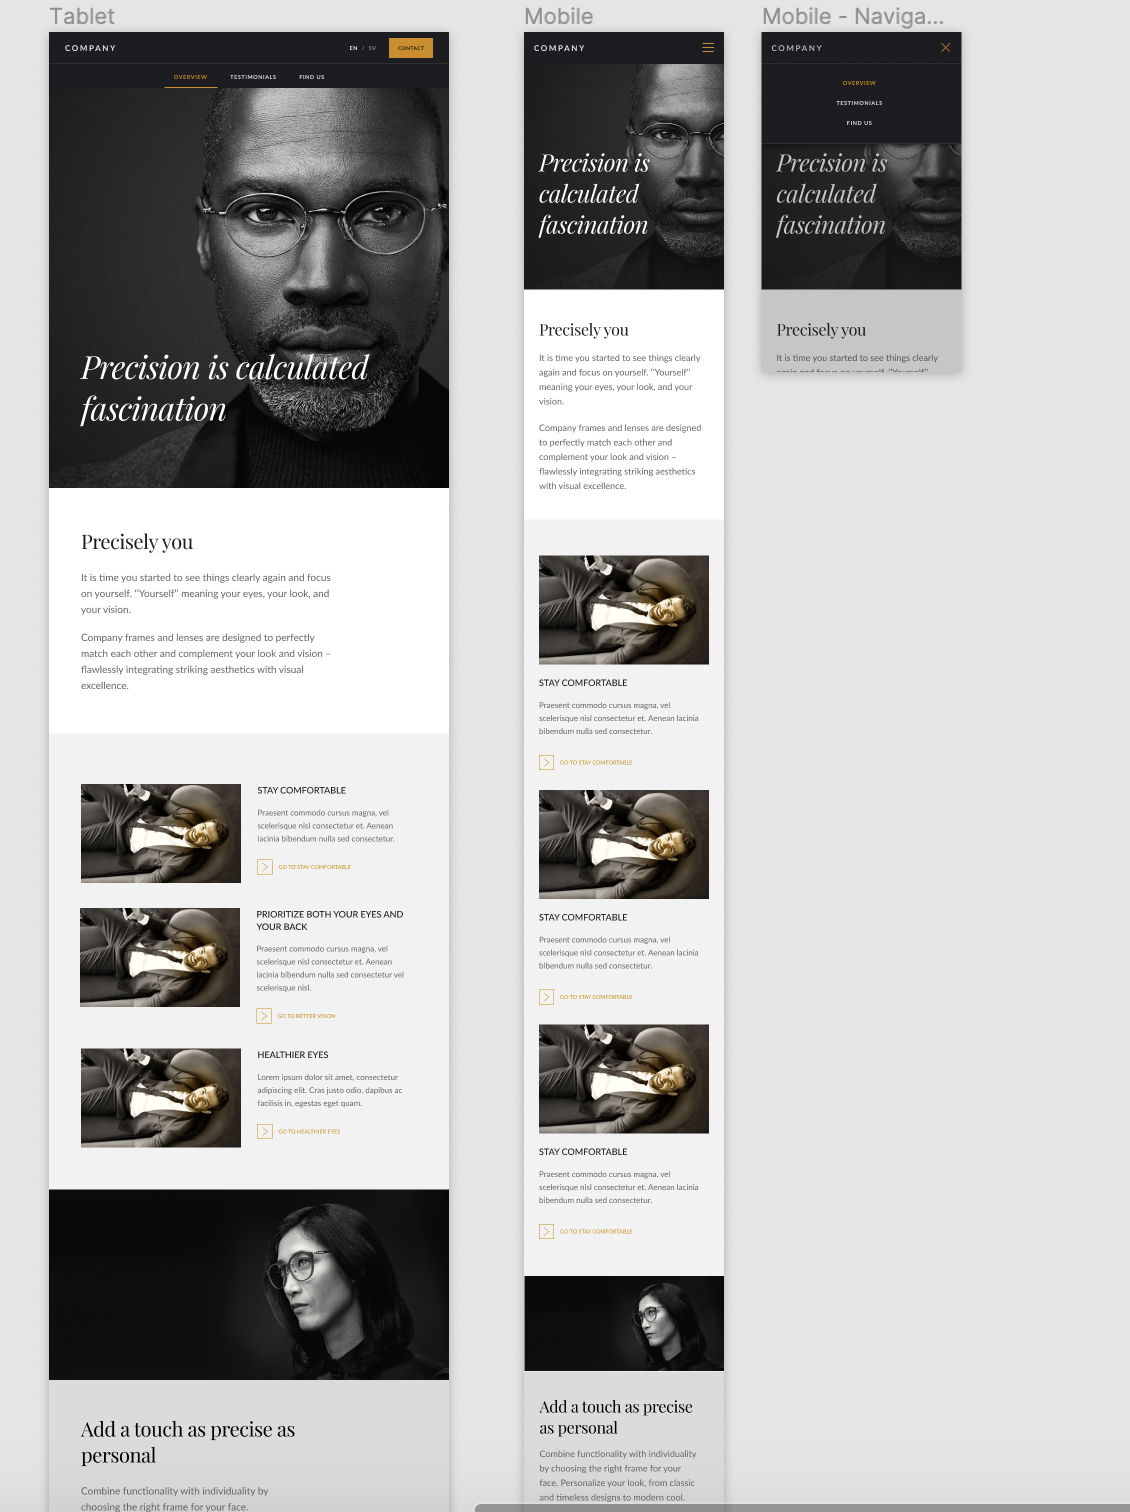 Tablet
COMPANY
EN / SV
CONTACT
OVERVIEW
TESTIMONIALS
FIND US
Precision is calculated
fascination
Precisely you
It is time you started to see things clearly again and focus
on yourself. “Yourself” meaning your eyes, your look, and
your vision.
Company frames and lenses are designed to perfectly
match each other and complement your look and vision –
flawlessly integrating striking aesthetics with visual
excellence.
STAY COMFORTABLE
Praesent commodo cursus magna, vel
scelerisque nisl consectetur et. Aenean
lacinia bibendum nulla sed consectetur.
GO TO STAY COMFORTABLE
PRIORITIZE BOTH YOUR EYES AND
YOUR BACK
Praesent commodo cursus magna, vel
scelerisque nisl consectetur et. Aenean
lacinia bibendum nulla sed consectetur vel
scelerisque nisl.
GO TO BETTER VISION
HEALTHIER EYES
Lorem ipsum dolor sit amet, consectetur
adipiscing elit. Cras justo odio, dapibus ac
facilisis in, egestas eget quam.
GO TO HEALTHIER EYES
Add a touch as precise as
personal
Combine functionality with individuality by
choosing the right frame for your face.
Mobile
COMPANY
Precision is
calculated
fascination
Precisely you
It is time you started to see things clearly
again and focus on yourself. “Yourself”
meaning your eyes, your look, and your
vision.
Company frames and lenses are designed
to perfectly match each other and
complement your look and vision –
flawlessly integrating striking aesthetics
with visual excellence.
STAY COMFORTABLE
Praesent commodo cursus magna, vel
scelerisque nisl consectetur et. Aenean lacinia
bibendum nulla sed consectetur.
GO TO STAY COMFORTABLE
STAY COMFORTABLE
Praesent commodo cursus magna, vel
scelerisque nisl consectetur et. Aenean lacinia
bibendum nulla sed consectetur.
GO TO STAY COMFORTABLE
STAY COMFORTABLE
Praesent commodo cursus magna, vel
scelerisque nisl consectetur et. Aenean lacinia
bibendum nulla sed consectetur.
GO TO STAY COMFORTABLE
Add a touch as precise
as personal
Combine functionality with individuality
by choosing the right frame for your
face. Personalize your look, from classic
and timeless designs to modern cool.
Mobile - Naviga...
COMPANY
OVERVIEW
TESTIMONIALS
FIND US
Precision is
calculated
fascination
Precisely you
It is time you started to see things clearly
again and focus on yourself. “Yourself”